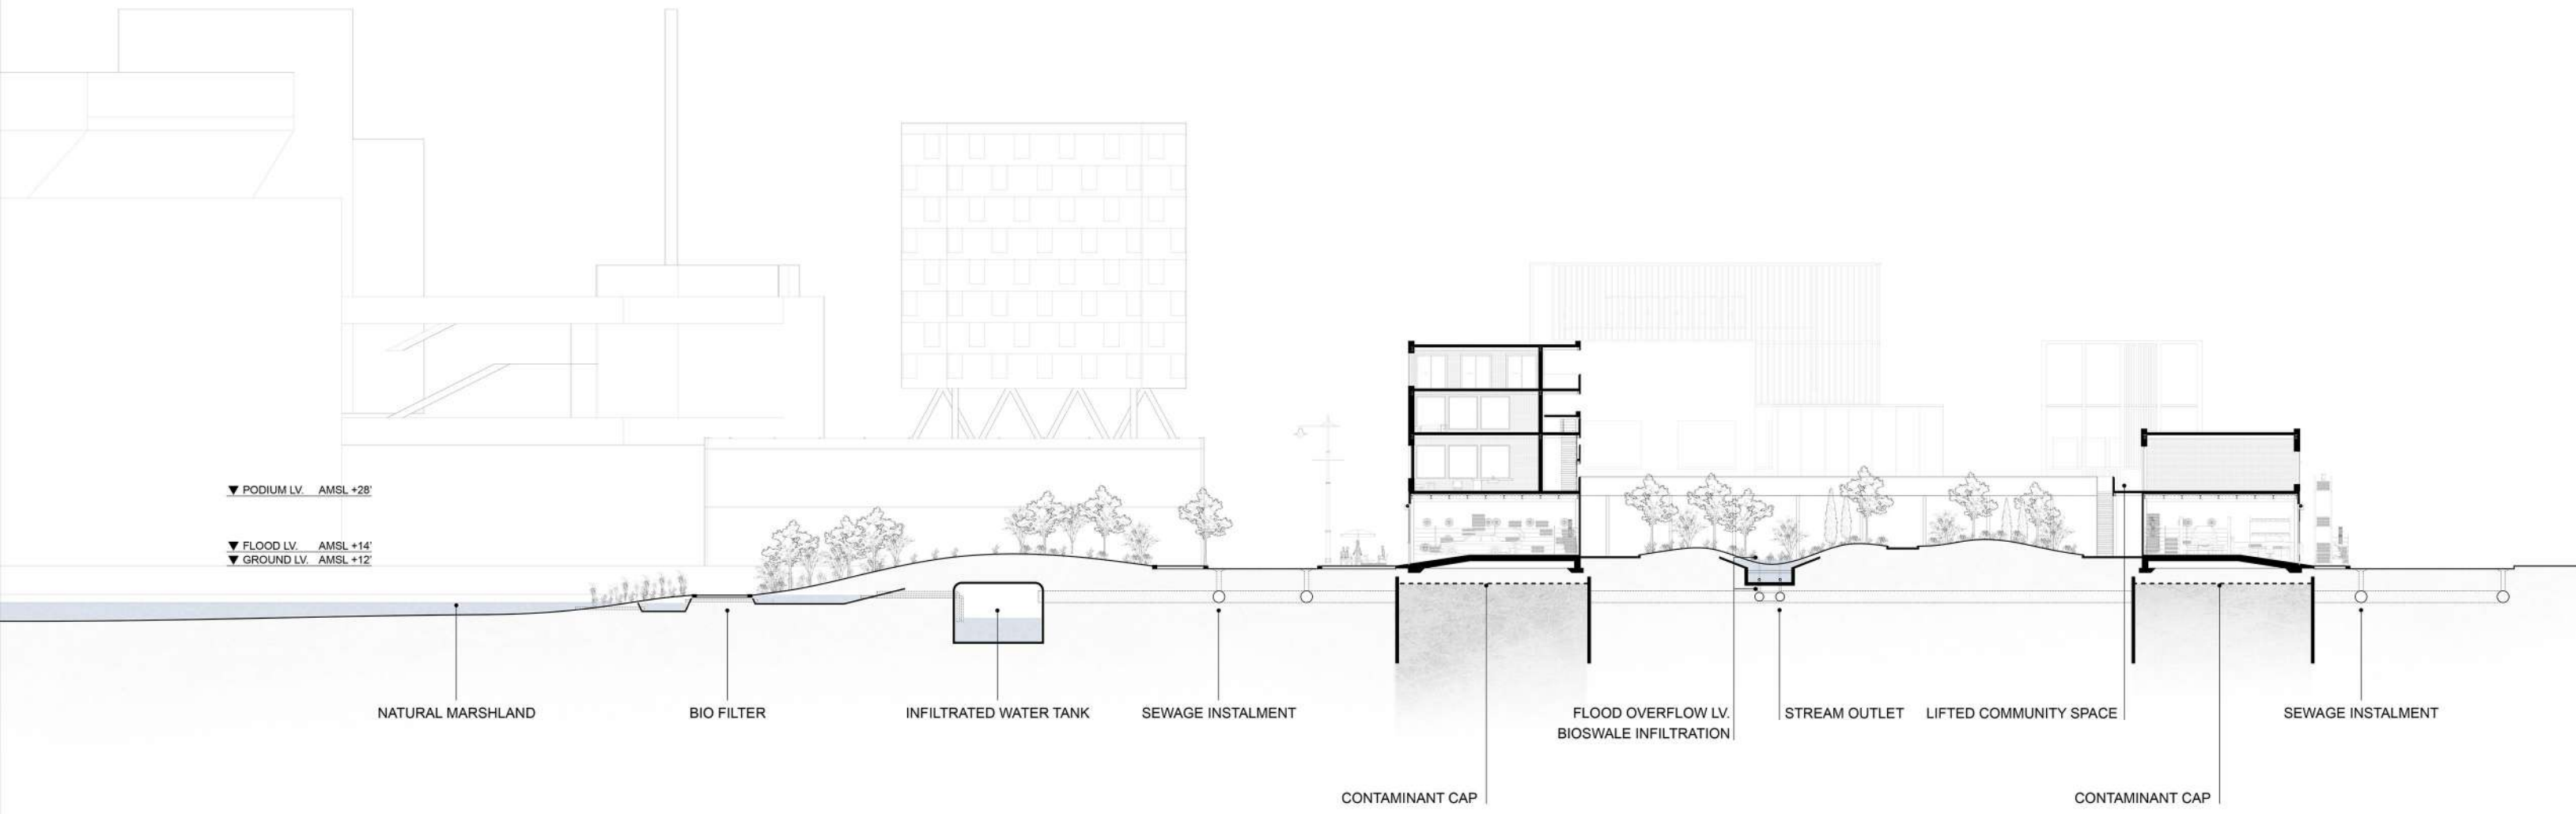 ▼ PODIUM LV. AMSL +28'
▼ FLOOD LV. AMSL +14'
▼ GROUND LV. AMSL +12'
NATURAL MARSHLAND
BIO FILTER
INFILTRATED WATER TANK
SEWAGE INSTALMENT
FLOOD OVERFLOW LV.
BIOSWALE INFILTRATION
STREAM OUTLET
LIFTED COMMUNITY SPACE
SEWAGE INSTALMENT
CONTAMINANT CAP
CONTAMINANT CAP